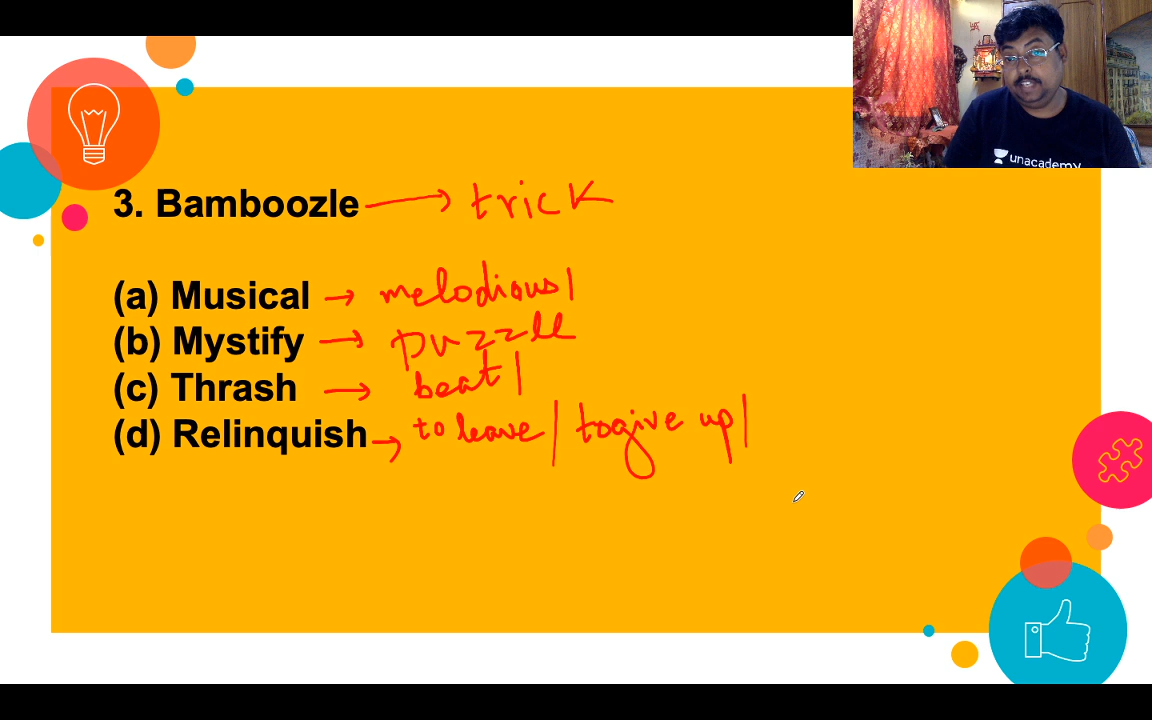 unacademy
3. Bamboozle → trick
(a) Musical → melodious |
(b) Mystify → puzzle
(c) Thrash → beat |
(d) Relinquish → to leave | to give up |